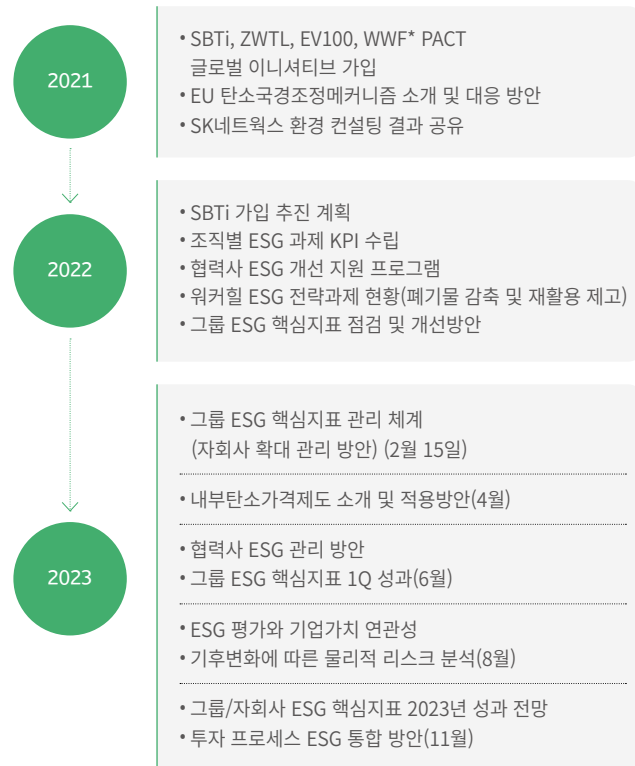 2021
• SBTi, ZWTL, EV100, WWF* PACT
글로벌 이니셔티브 가입
• EU 탄소국경조정메커니즘 소개 및 대응 방안
• SK네트웍스 환경 컨설팅 결과 공유
2022
• SBTi 가입 추진 계획
• 조직별 ESG 과제 KPI 수립
• 협력사 ESG 개선 지원 프로그램
• 워커힐 ESG 전략과제 현황(폐기물 감축 및 재활용 제고)
• 그룹 ESG 핵심지표 점검 및 개선방안
2023
• 그룹 ESG 핵심지표 관리 체계
(자회사 확대 관리 방안) (2월 15일)
• 내부탄소가격제도 소개 및 적용방안(4월)
• 협력사 ESG 관리 방안
• 그룹 ESG 핵심지표 1Q 성과(6월)
• ESG 평가와 기업가치 연관성
• 기후변화에 따른 물리적 리스크 분석(8월)
• 그룹/자회사 ESG 핵심지표 2023년 성과 전망
• 투자 프로세스 ESG 통합 방안(11월)